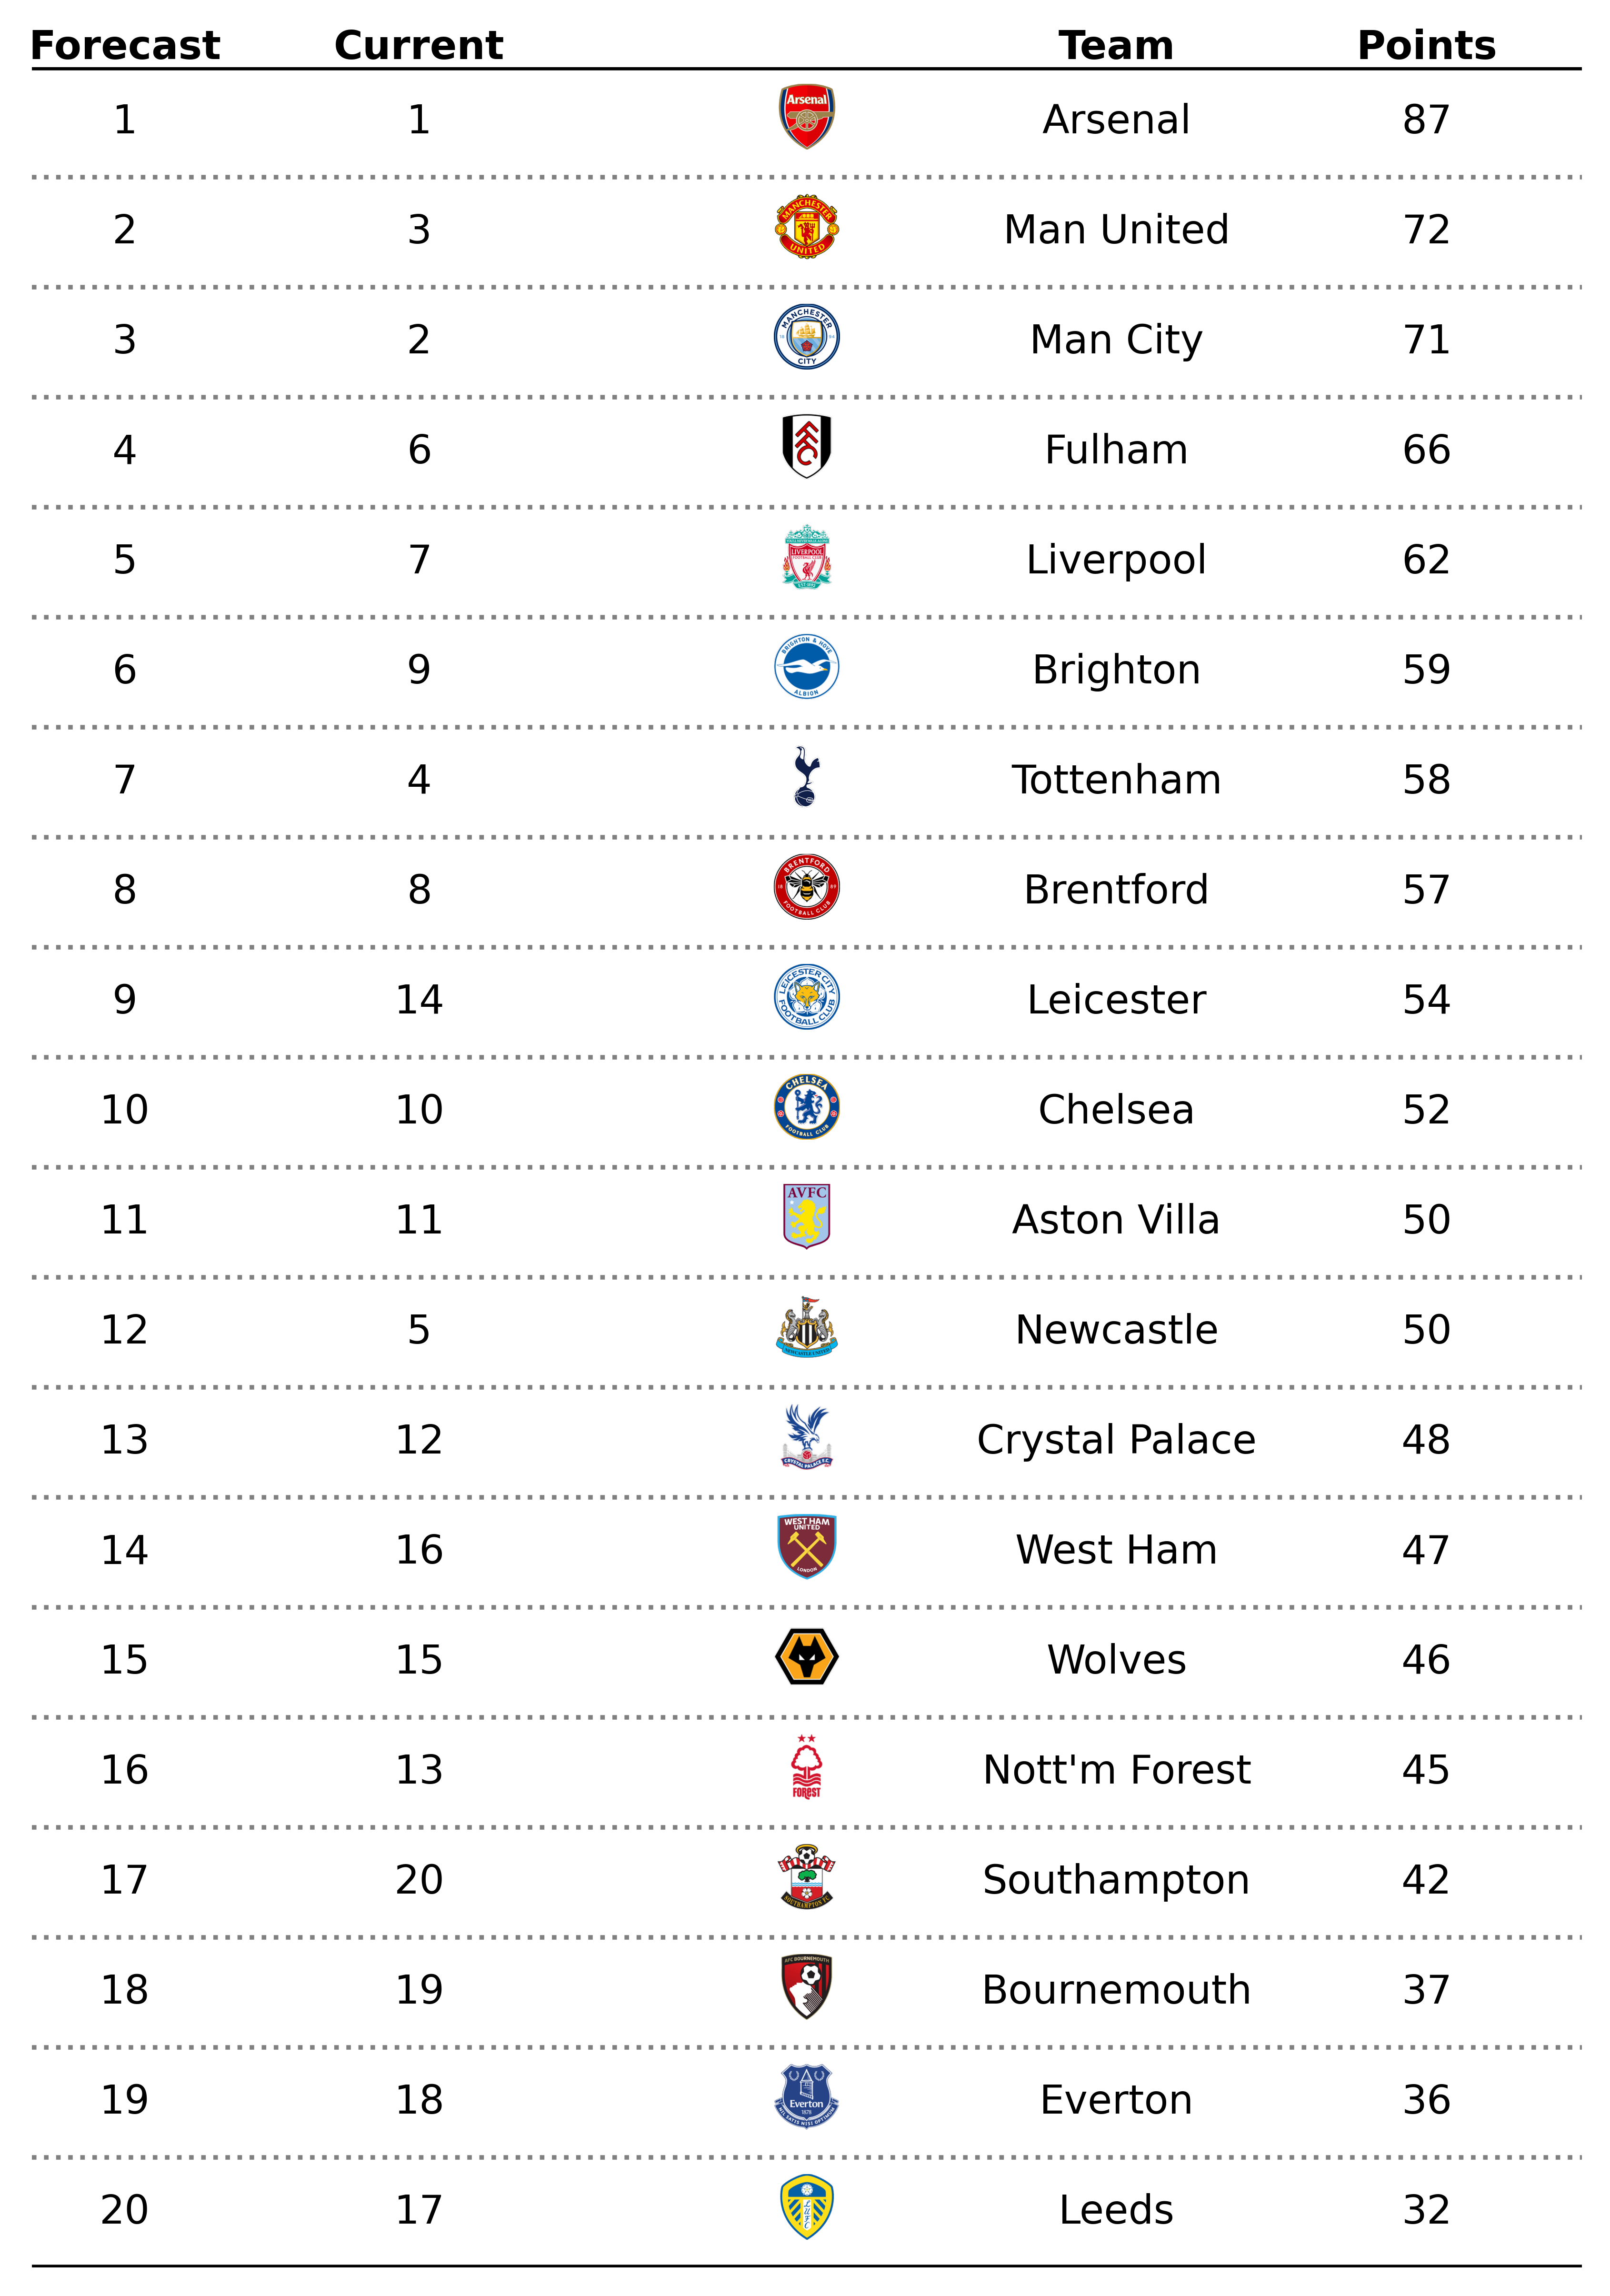 Forecast Current Team Points
1 1 Arsenal Arsenal 87
2 3 MANCHESTER UNITED Man United 72
3 2 MANCHESTER CITY Man City 71
4 6 FFC Fulham 66
5 7 LIVERPOOL FOOTBALL CLUB Liverpool 62
6 9 BRIGHTON & HOVE ALBION Brighton 59
7 4 Tottenham 58
8 8 BRENTFORD FOOTBALL CLUB 18 89 Brentford 57
9 14 LEICESTER CITY FOOTBALL CLUB Leicester 54
10 10 CHELSEA FOOTBALL CLUB Chelsea 52
11 11 AVFC Aston Villa 50
12 5 NEWCASTLE UNITED Newcastle 50
13 12 CRYSTAL PALACE F.C. Crystal Palace 48
14 16 WEST HAM UNITED LONDON West Ham 47
15 15 Wolves 46
16 13 FOREST Nott'm Forest 45
17 20 SOUTHAMPTON FC Southampton 42
18 19 AFC BOURNEMOUTH Bournemouth 37
19 18 Everton 1878 NIL SATIS NISI OPTIMUM Everton 36
20 17 LUFC Leeds 32